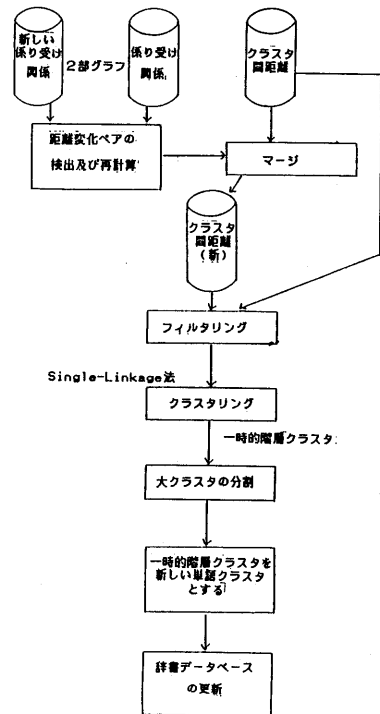 新しい
係り受け
関係
2部グラフ
係り受け
関係
クラスタ
間距離
距離変化ペアの
検出及び再計算
マージ
クラスタ
間距離
(新)
フィルタリング
Single-Linkage法
クラスタリング
一時的階層クラスタ
大クラスタの分割
一時的階層クラスタを
新しい単語クラスタ
とする
辞書データベース
の更新